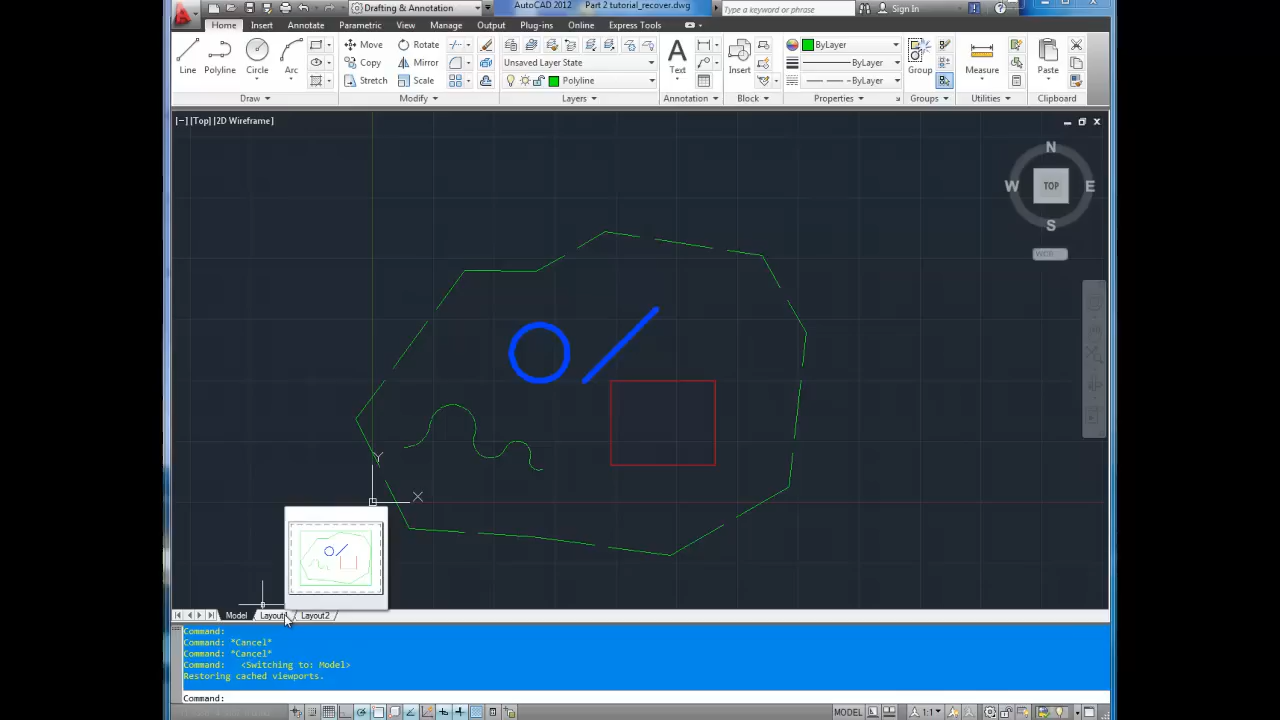 Drafting & Annotation
AutoCAD 2012 Part 2 tutorial_recover.dwg
Type a keyword or phrase
Sign In
Home Insert Annotate Parametric View Manage Output Plug-ins Online Express Tools
Line Polyline Circle Arc
Move Rotate
Copy Mirror
Stretch Scale
Unsaved Layer State
Polyline
Text
Insert
ByLayer
ByLayer
ByLayer
Group
Measure
Paste
Draw Modify Layers Annotation Block Properties Groups Utilities Clipboard
[−] [Top] [2D Wireframe]
N
W TOP E
S
Y
X
Model Layout1 Layout2
Command:
Command: *Cancel*
Command: *Cancel*
Command: <Switching to: Model>
Restoring cached viewports.
Command:
MODEL 1:1